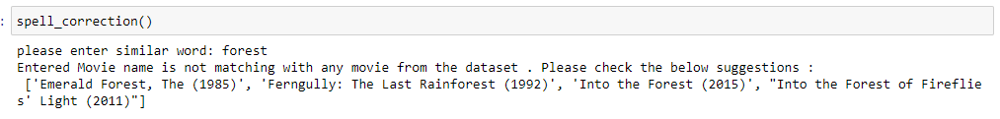 : spell_correction()
please enter similar word: forest
Entered Movie name is not matching with any movie from the dataset . Please check the below suggestions :
['Emerald Forest, The (1985)', 'Ferngully: The Last Rainforest (1992)', 'Into the Forest (2015)', "Into the Forest of Fireflie
s' Light (2011)"]